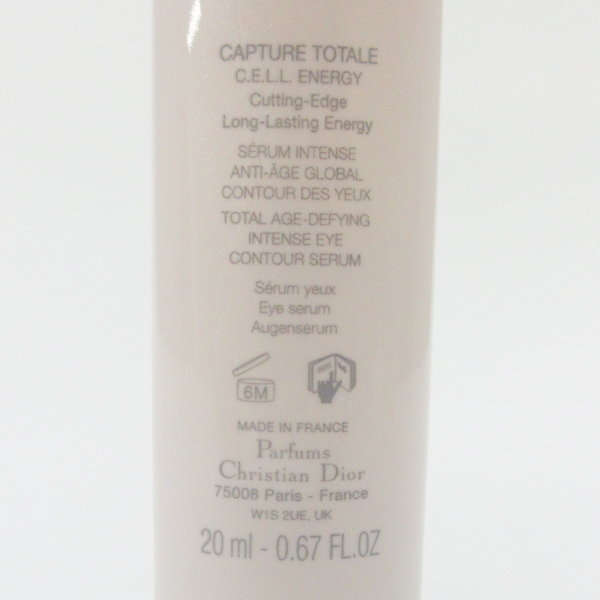 CAPTURE TOTALE
C.E.L.L. ENERGY
Cutting-Edge
Long-Lasting Energy
SÉRUM INTENSE
ANTI-ÂGE GLOBAL
CONTOUR DES YEUX
TOTAL AGE-DEFYING
INTENSE EYE
CONTOUR SERUM
Sérum yeux
Eye serum
Augenserum
6M
MADE IN FRANCE
Parfums
Christian Dior
75008 Paris - France
W1S 2UE, UK
20 ml - 0.67 FL.OZ